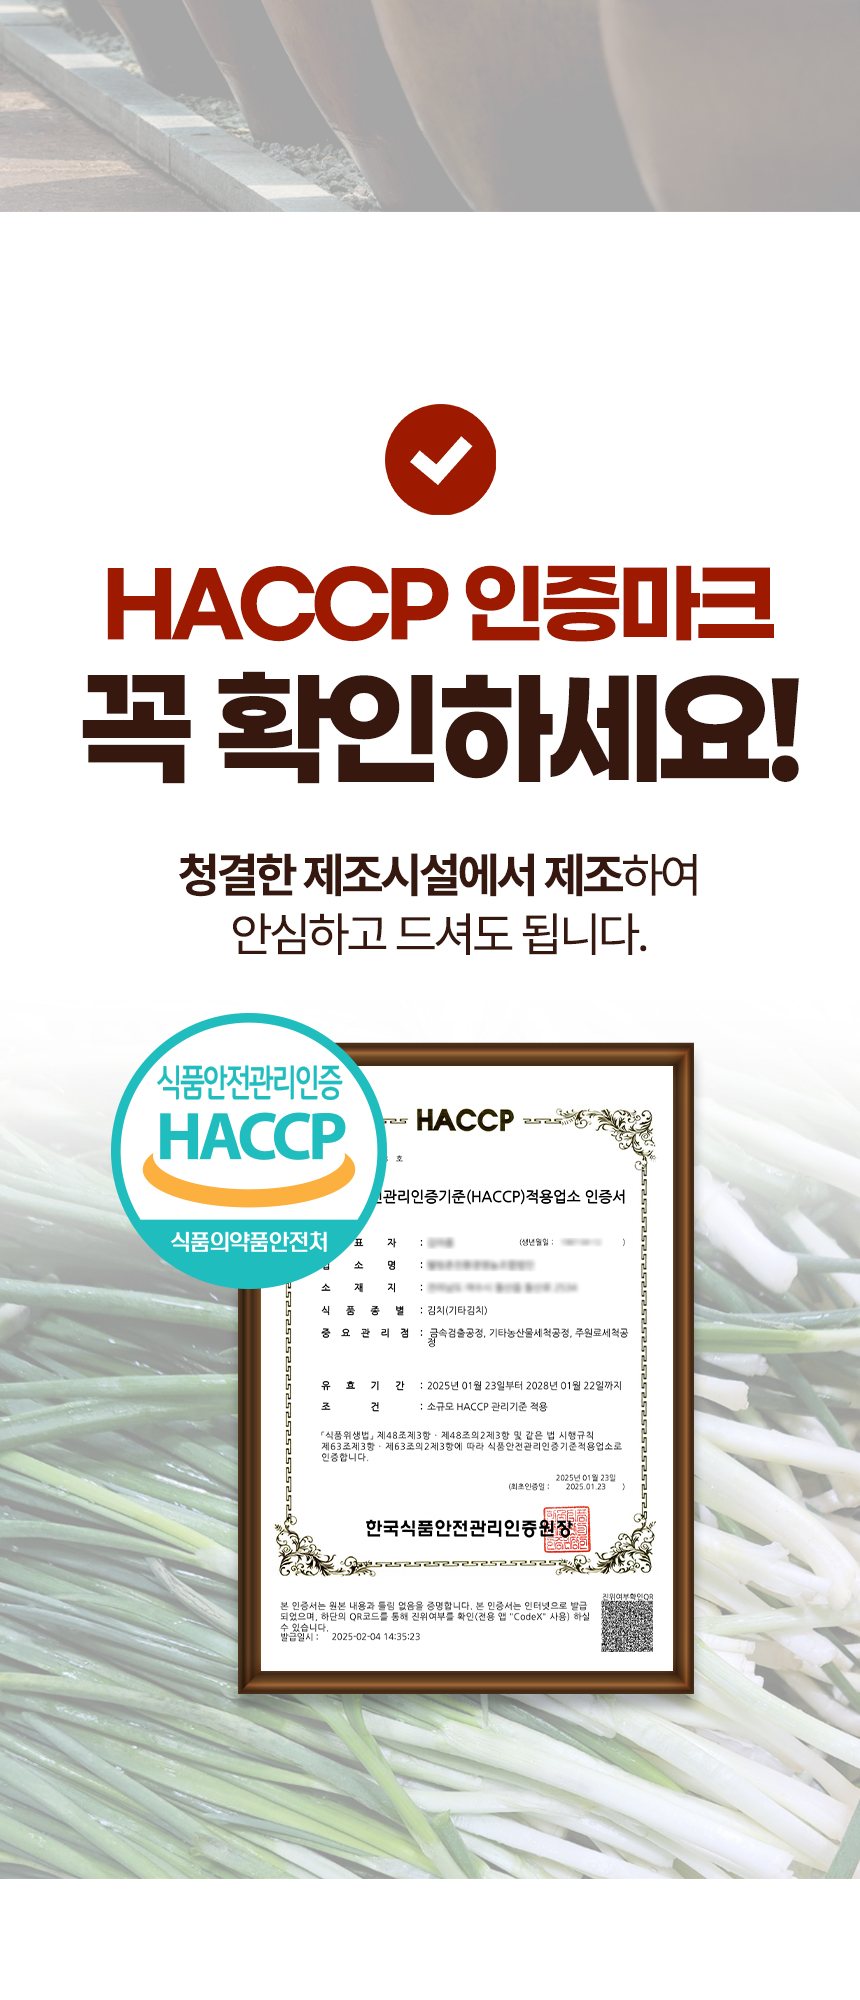 HACCP 인증마크
꼭 확인하세요!
청결한 제조시설에서 제조하여
안심하고 드셔도 됩니다.
식품안전관리인증
HACCP
식품의약품안전처
HACCP
호
관리인증기준(HACCP)적용업소 인증서
표 자 :
(생년월일 : )
업 소 명 :
소 재 지 :
식 품 종 별 : 김치(기타김치)
중 요 관 리 점 : 금속검출공정, 기타농산물세척공정, 주원료세척공
정
유 효 기 간 : 2025년 01월 23일부터 2028년 01월 22일까지
조 건 : 소규모 HACCP 관리기준 적용
「식품위생법」 제48조제3항ㆍ제48조의2제3항 및 같은 법 시행규칙
제63조제3항ㆍ제63조의2제3항에 따라 식품안전관리인증기준적용업소로
인증합니다.
2025년 01월 23일
(최초인증일 : 2025.01.23 )
한국식품안전관리인증원장
진위여부확인QR
본 인증서는 원본 내용과 틀림 없음을 증명합니다. 본 인증서는 인터넷으로 발급
되었으며, 하단의 QR코드를 통해 진위여부를 확인(전용 앱 "CodeX" 사용) 하실
수 있습니다.
발급일시 : 2025-02-04 14:35:23